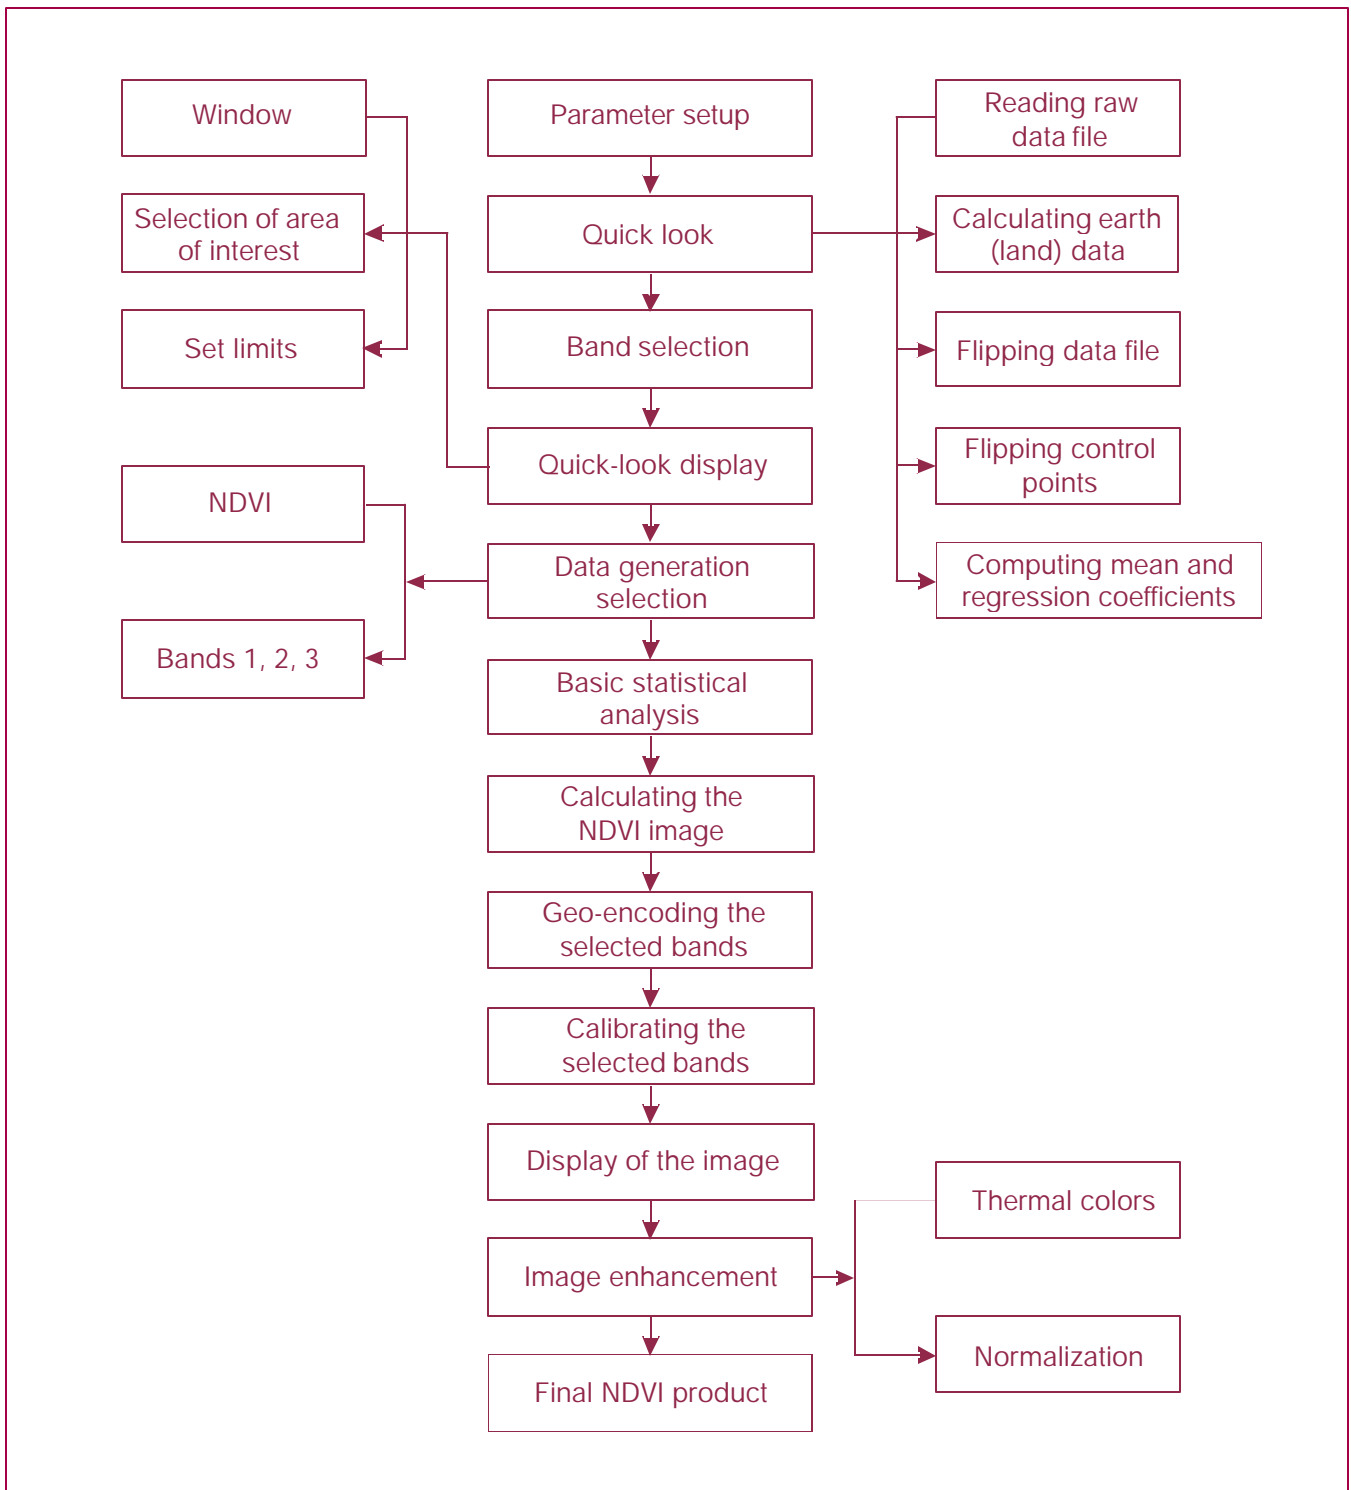 Window
Parameter setup
Reading raw
data file
Selection of area
of interest
Quick look
Calculating earth
(land) data
Set limits
Band selection
Flipping data file
NDVI
Quick-look display
Flipping control
points
Data generation
selection
Computing mean and
regression coefficients
Bands 1, 2, 3
Basic statistical
analysis
Calculating the
NDVI image
Geo-encoding the
selected bands
Calibrating the
selected bands
Display of the image
Thermal colors
Image enhancement
Normalization
Final NDVI product